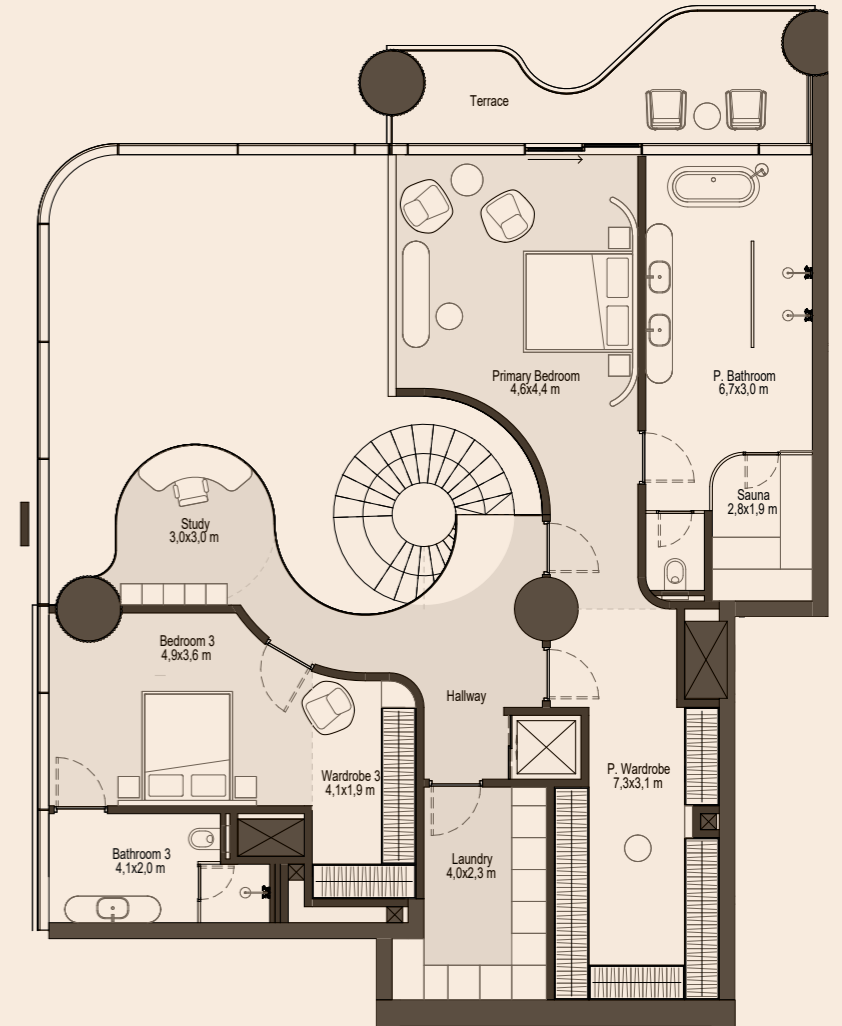 Terrace
Primary Bedroom
4,6x4,4 m
P. Bathroom
6,7x3,0 m
Sauna
2,8x1,9 m
Study
3,0x3,0 m
Bedroom 3
4,9x3,6 m
Hallway
Wardrobe 3
4,1x1,9 m
P. Wardrobe
7,3x3,1 m
Bathroom 3
4,1x2,0 m
Laundry
4,0x2,3 m